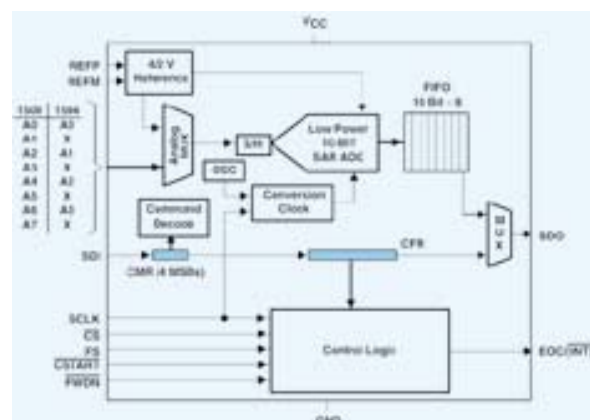 VCC
REFP
REFM
4/2 V
Reference
FIFO
10 Bit × 8
1508 1504
A0 A0
A1 X
A2 A1
A3 X
A4 A2
A5 X
A6 A3
A7 X
Analog
MUX
S/H
Low Power
10-BIT
SAR ADC
OSC
Conversion
Clock
Command
Decode
M
U
X
SDO
CFR
SDI
CMR (4 MSBs)
SCLK
CS
FS
CSTART
PWDN
Control Logic
EOC/INT
GND